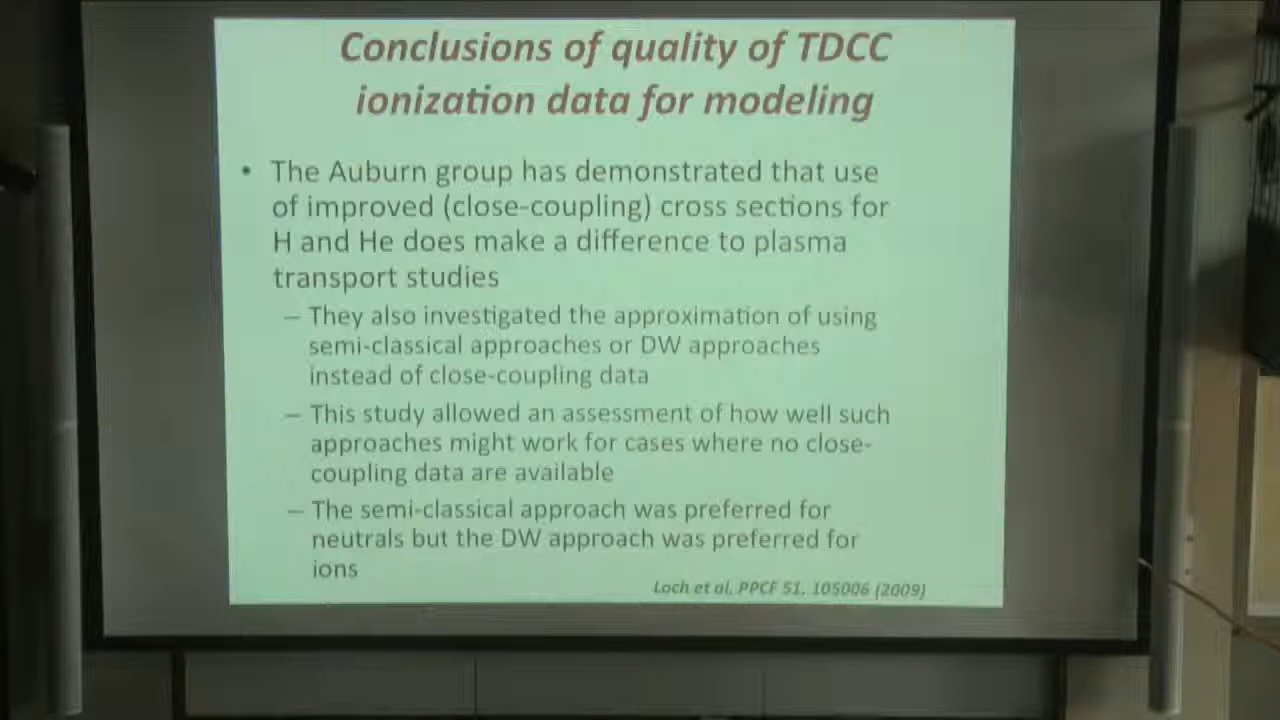 Conclusions of quality of TDCC
ionization data for modeling
• The Auburn group has demonstrated that use
of improved (close-coupling) cross sections for
H and He does make a difference to plasma
transport studies
– They also investigated the approximation of using
semi-classical approaches or DW approaches
instead of close-coupling data
– This study allowed an assessment of how well such
approaches might work for cases where no close-
coupling data are available
– The semi-classical approach was preferred for
neutrals but the DW approach was preferred for
ions
Loch et al, PPCF 51, 105006 (2009)